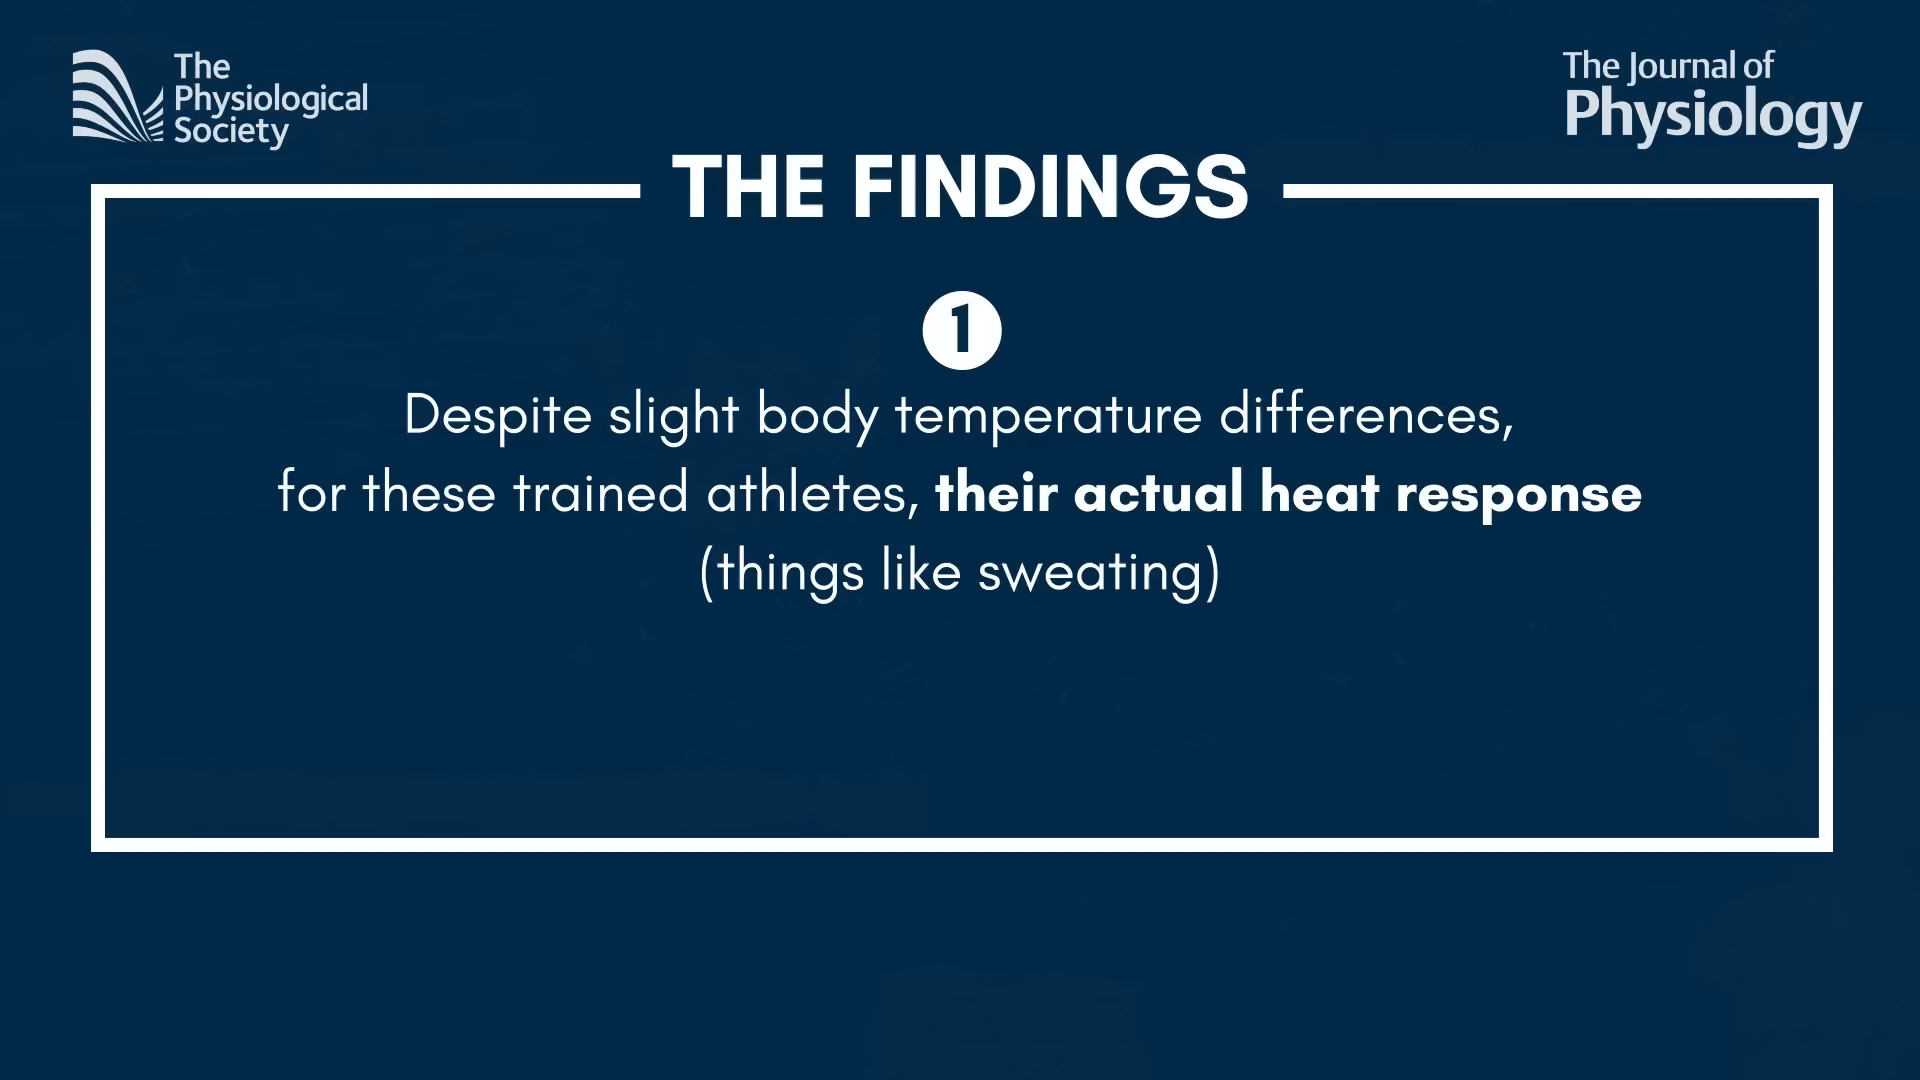 The
Physiological
Society
The Journal of
Physiology
THE FINDINGS
1
Despite slight body temperature differences,
for these trained athletes, their actual heat response
(things like sweating)